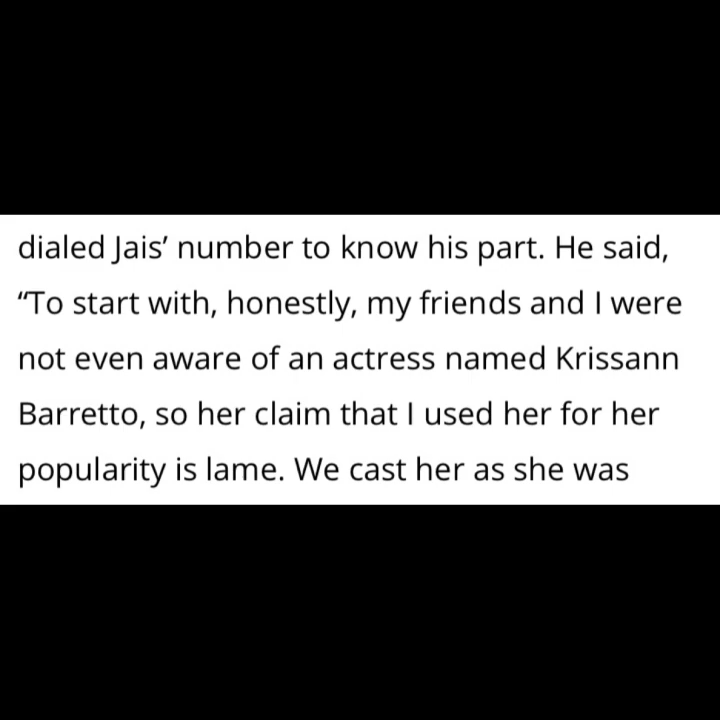 dialed Jais’ number to know his part. He said,
“To start with, honestly, my friends and I were
not even aware of an actress named Krissann
Barretto, so her claim that I used her for her
popularity is lame. We cast her as she was